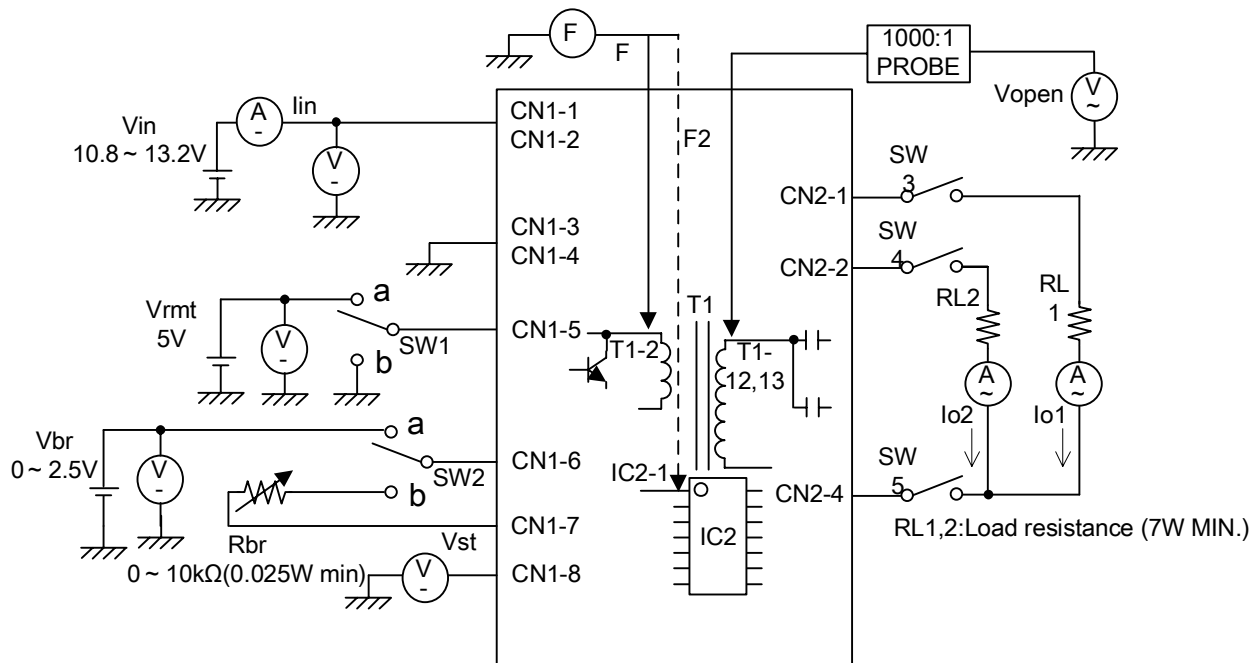 F
F
1000:1
PROBE
Vopen
V
~
A
-
Iin
Vin
10.8 ~ 13.2V
V
-
CN1-1
CN1-2
F2
SW
3
CN2-1
CN1-3
CN1-4
SW
4
CN2-2
RL2
RL
1
Vrmt
5V
V
-
a
SW1
b
CN1-5
T1-2
T1
T1-
12,13
A
~
A
~
Io2
Io1
Vbr
0 ~ 2.5V
V
-
a
SW2
b
CN1-6
IC2-1
IC2
SW
5
CN2-4
CN1-7
RL1,2:Load resistance (7W MIN.)
Rbr
0 ~ 10kΩ(0.025W min)
Vst
V
-
CN1-8